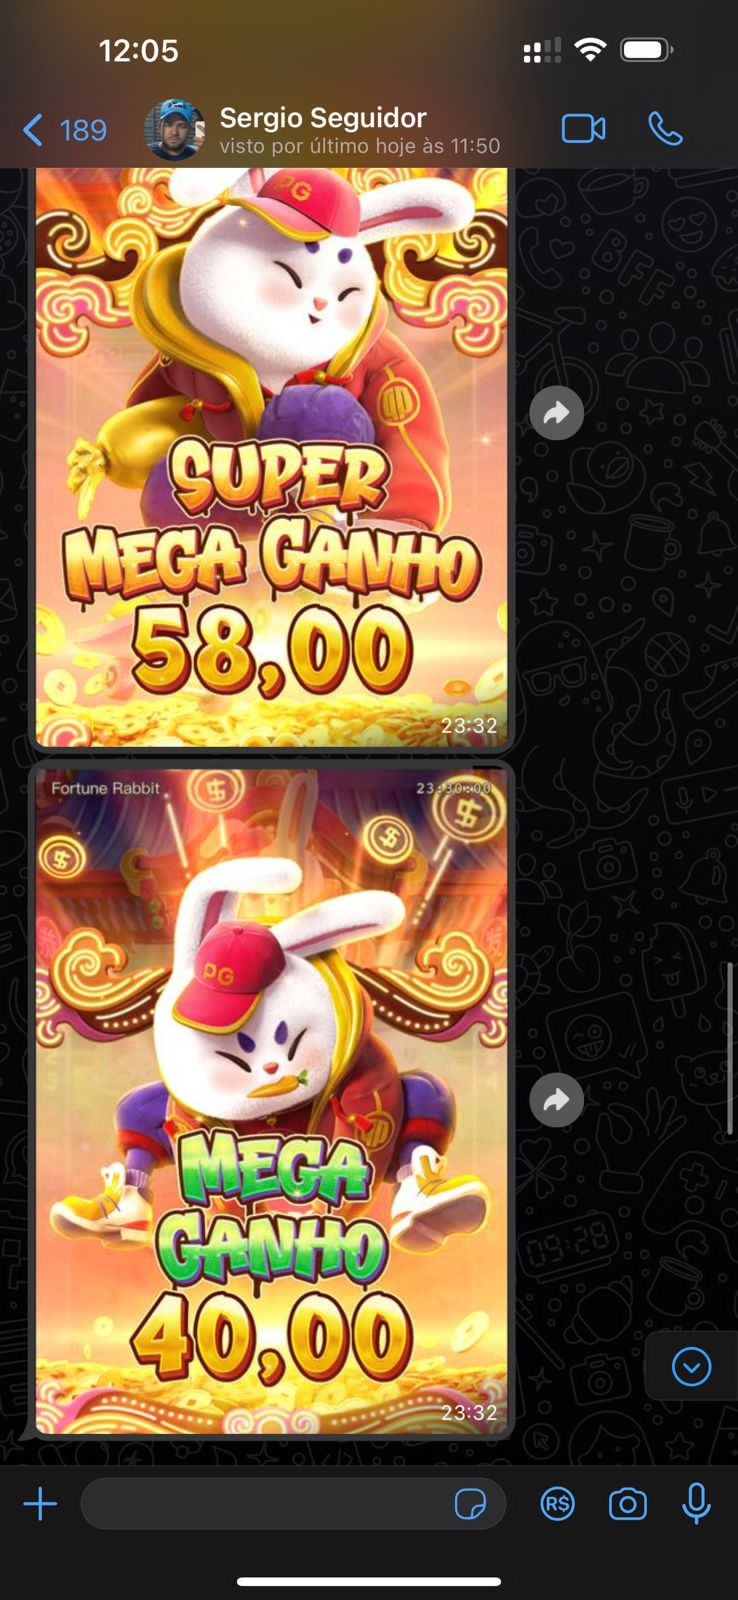 12:05
189
Sergio Seguidor
visto por último hoje às 11:50
PG
SUPER
MEGA GANHO
58,00
23:32
Fortune Rabbit
23:30:00
PG
MEGA
GANHO
40,00
23:32
R$